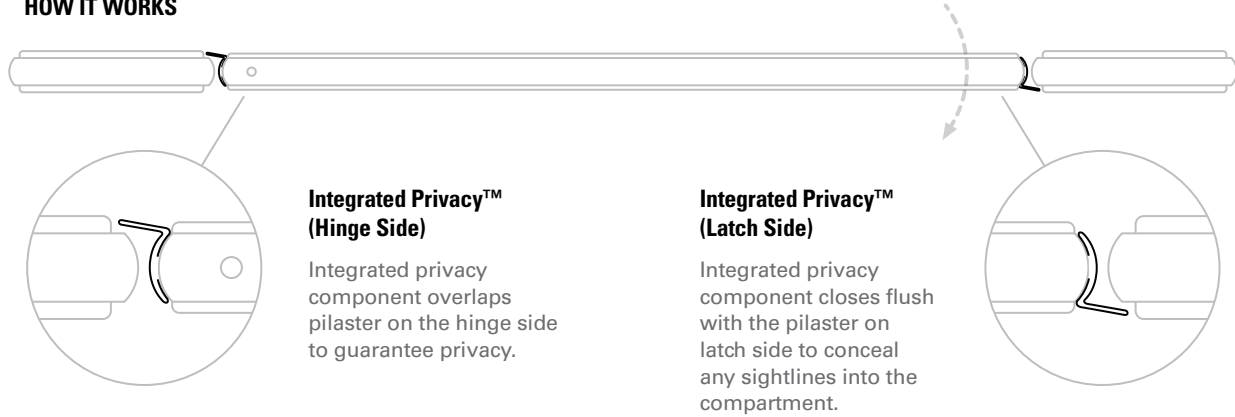 HOW IT WORKS
Integrated Privacy™
(Hinge Side)
Integrated privacy
component overlaps
pilaster on the hinge side
to guarantee privacy.
Integrated Privacy™
(Latch Side)
Integrated privacy
component closes flush
with the pilaster on
latch side to conceal
any sightlines into the
compartment.